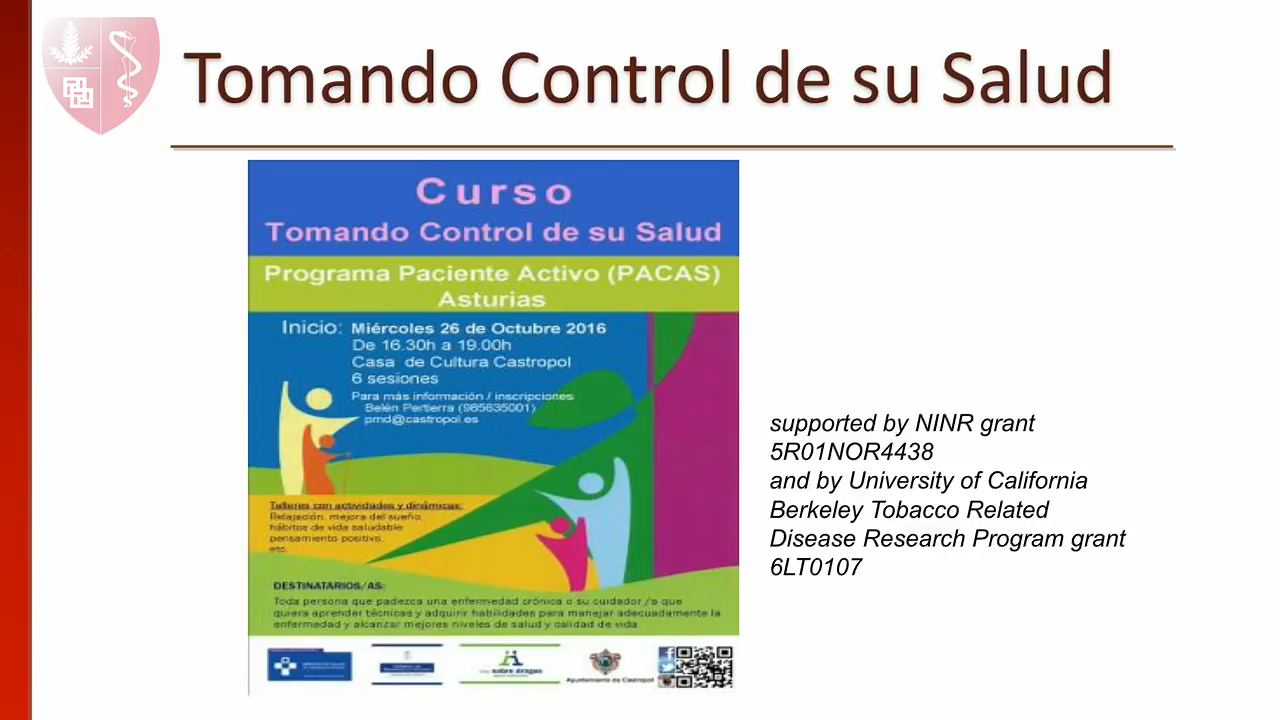 Tomando Control de su Salud
Curso
Tomando Control de su Salud
Programa Paciente Activo (PACAS)
Asturias
Inicio: Miércoles 26 de Octubre 2016
De 16.30h a 19.00h
Casa de Cultura Castropol
6 sesiones
Para más información / inscripciones
Belén Pertierra (985635001)
pmd@castropol.es
Talleres con actividades y dinámicas:
Relajación, mejora del sueño,
hábitos de vida saludable
pensamiento positivo,
etc.
DESTINATARIOS/AS:
Toda persona que padezca una enfermedad crónica o su cuidador /a que
quiera aprender técnicas y adquirir habilidades para manejar adecuadamente la
enfermedad y alcanzar mejores niveles de salud y calidad de vida
sobre drogas
Ayuntamiento de Castropol
supported by NINR grant
5R01NOR4438
and by University of California
Berkeley Tobacco Related
Disease Research Program grant
6LT0107